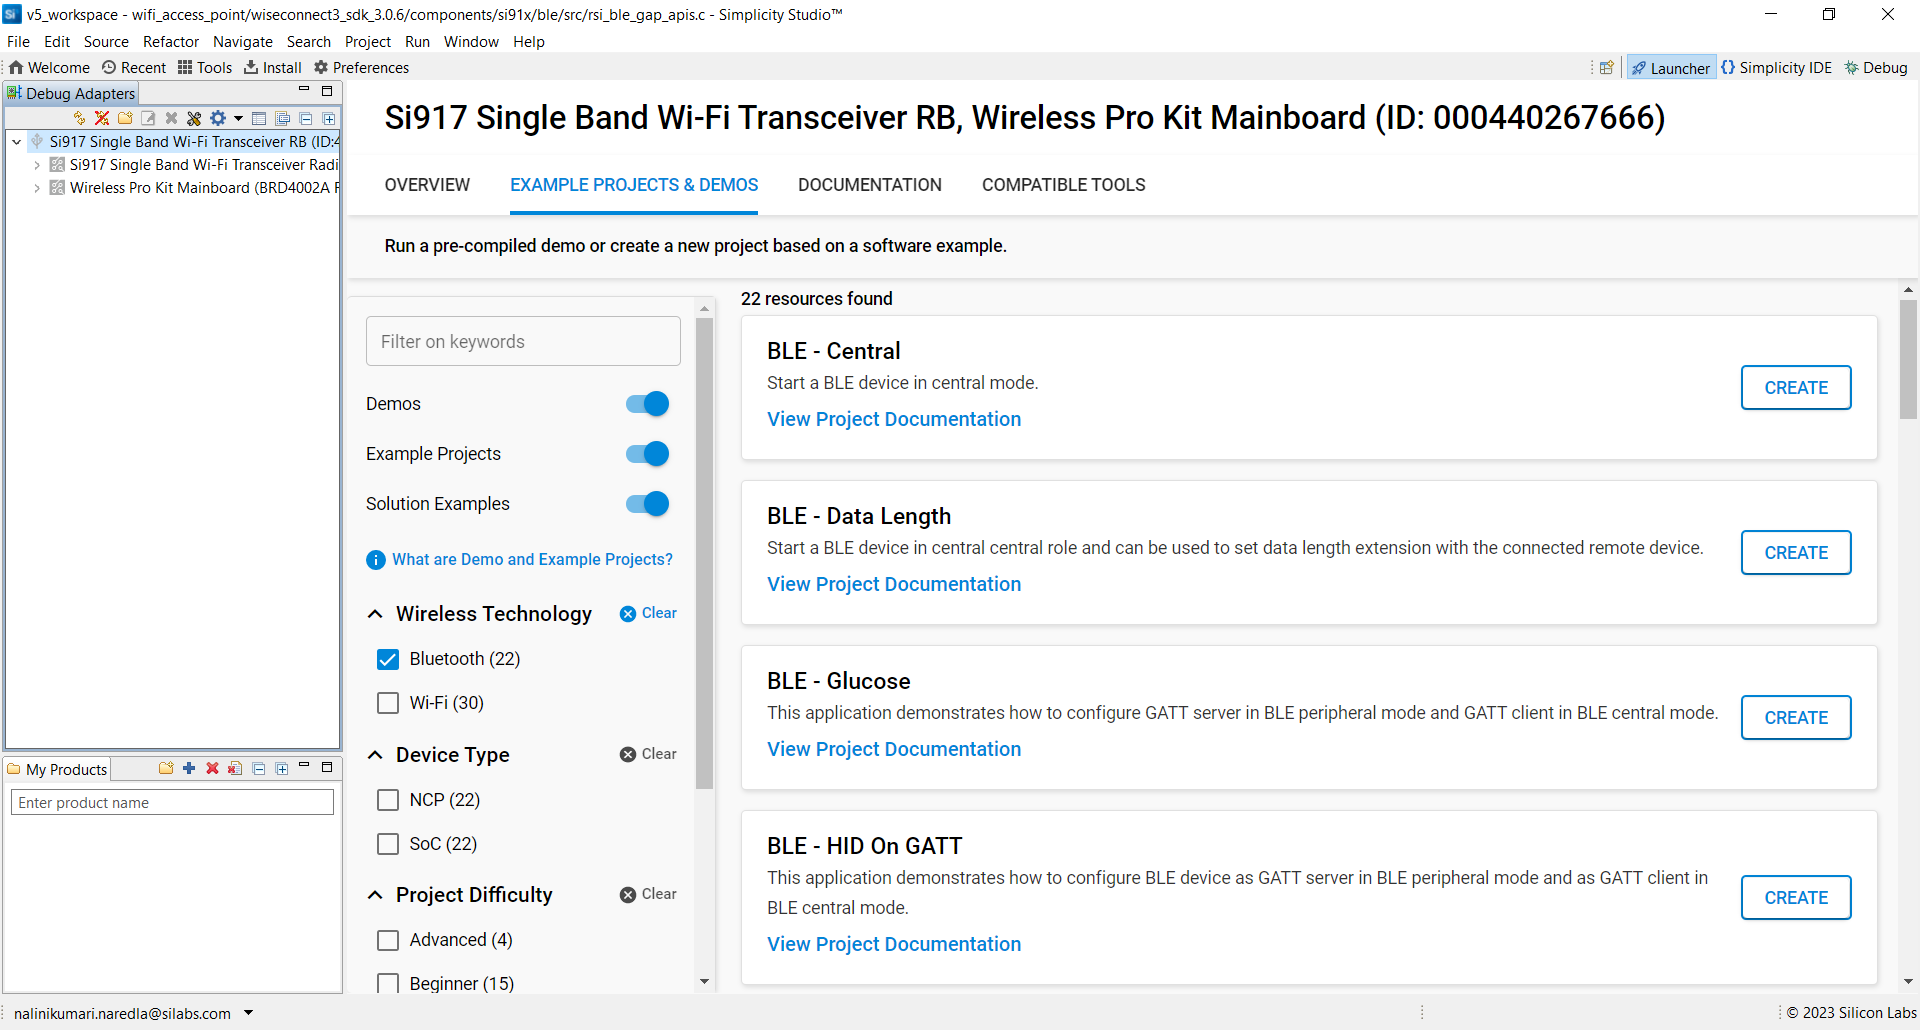 v5_workspace - wifi_access_point/wiseconnect3_sdk_3.0.6/components/si91x/ble/src/rsi_ble_gap_apis.c - Simplicity Studio™
File Edit Source Refactor Navigate Search Project Run Window Help
Welcome Recent Tools Install Preferences
Launcher Simplicity IDE Debug
Debug Adapters
Si917 Single Band Wi-Fi Transceiver RB (ID:4
Si917 Single Band Wi-Fi Transceiver Radi
Wireless Pro Kit Mainboard (BRD4002A
My Products
Enter product name
Si917 Single Band Wi-Fi Transceiver RB, Wireless Pro Kit Mainboard (ID: 000440267666)
OVERVIEW EXAMPLE PROJECTS & DEMOS DOCUMENTATION COMPATIBLE TOOLS
Run a pre-compiled demo or create a new project based on a software example.
Filter on keywords
Demos
Example Projects
Solution Examples
What are Demo and Example Projects?
Wireless Technology Clear
Bluetooth (22)
Wi-Fi (30)
Device Type Clear
NCP (22)
SoC (22)
Project Difficulty Clear
Advanced (4)
Beginner (15)
22 resources found
BLE - Central
Start a BLE device in central mode.
View Project Documentation
CREATE
BLE - Data Length
Start a BLE device in central central role and can be used to set data length extension with the connected remote device.
View Project Documentation
CREATE
BLE - Glucose
This application demonstrates how to configure GATT server in BLE peripheral mode and GATT client in BLE central mode.
View Project Documentation
CREATE
BLE - HID On GATT
This application demonstrates how to configure BLE device as GATT server in BLE peripheral mode and as GATT client in
BLE central mode.
View Project Documentation
CREATE
nalinikumari.naredla@silabs.com
© 2023 Silicon Labs